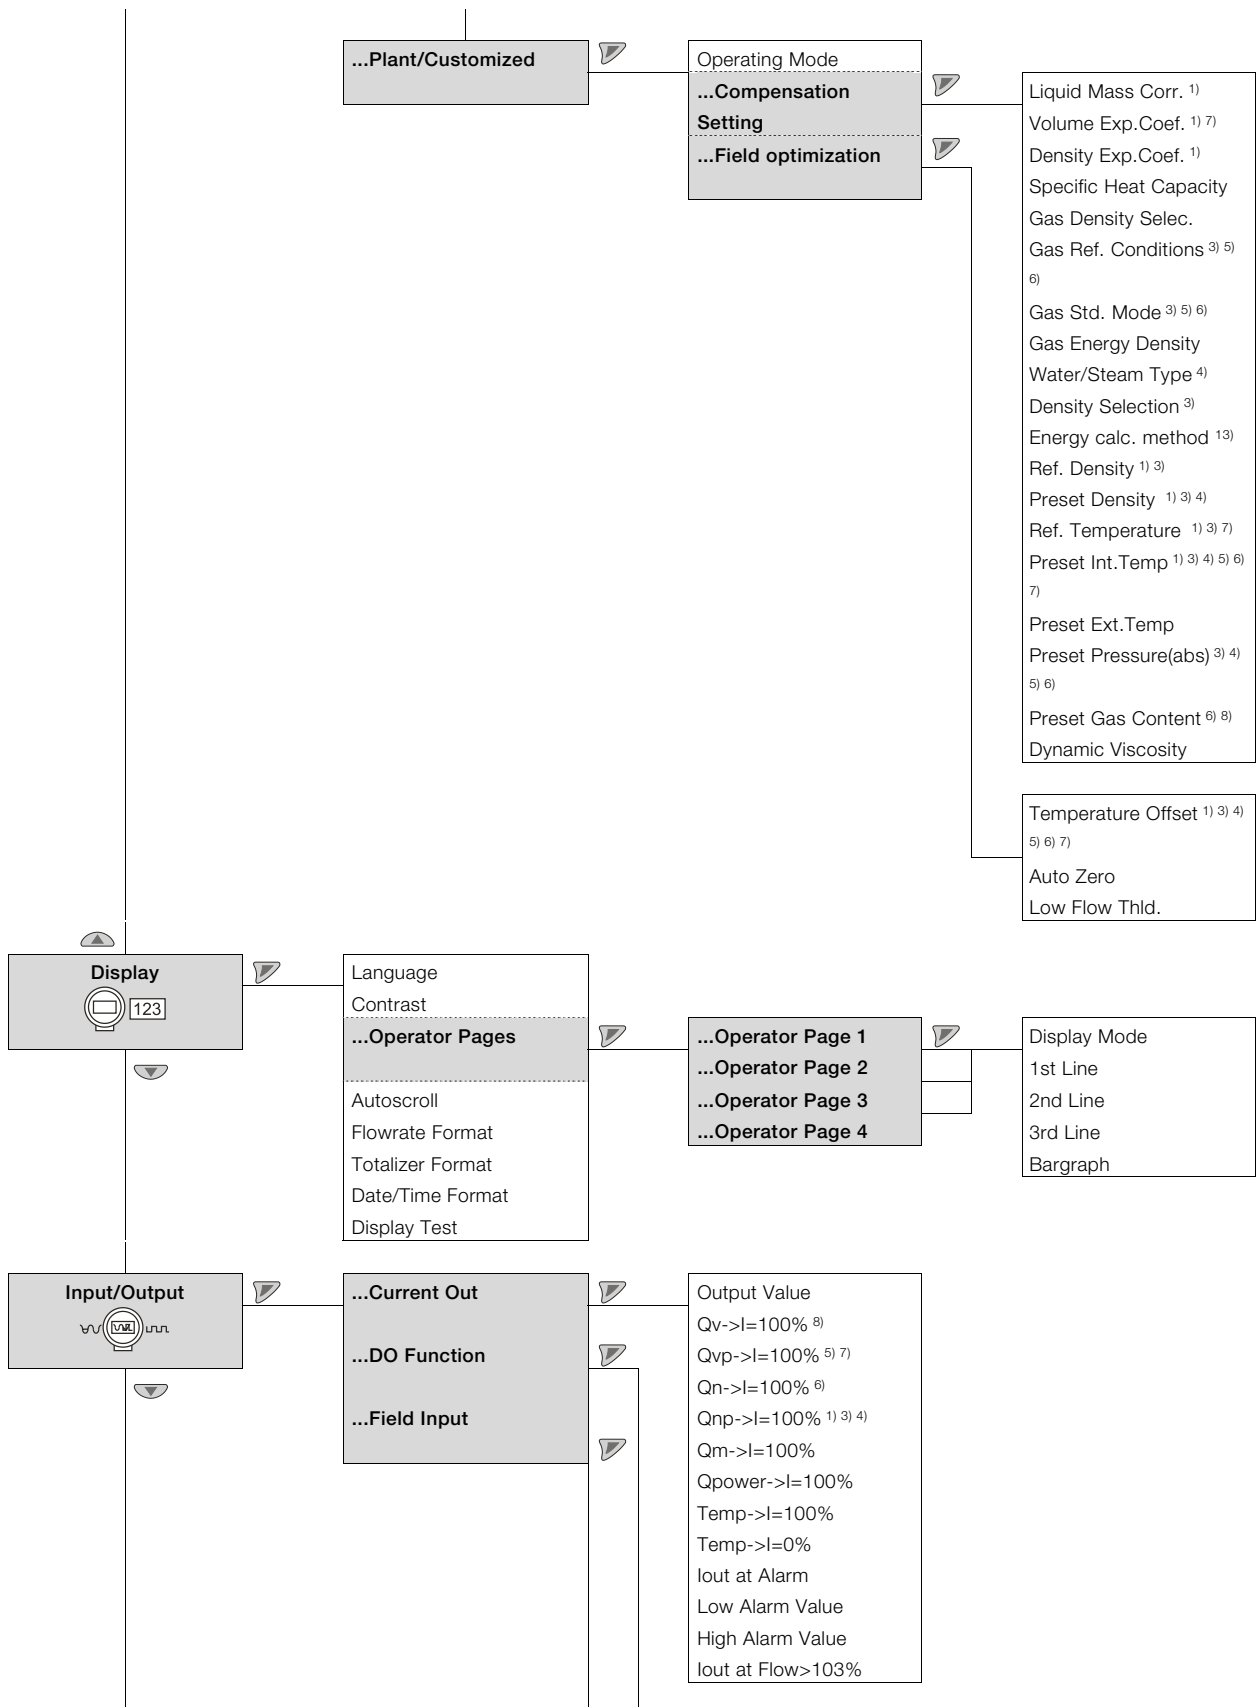 ...Plant/Customized
Operating Mode
...Compensation
Setting
...Field optimization
Liquid Mass Corr. 1)
Volume Exp.Coef. 1) 7)
Density Exp.Coef. 1)
Specific Heat Capacity
Gas Density Selec.
Gas Ref. Conditions 3) 5)
6)
Gas Std. Mode 3) 5) 6)
Gas Energy Density
Water/Steam Type 4)
Density Selection 3)
Energy calc. method 13)
Ref. Density 1) 3)
Preset Density 1) 3) 4)
Ref. Temperature 1) 3) 7)
Preset Int.Temp 1) 3) 4) 5) 6)
7)
Preset Ext.Temp
Preset Pressure(abs) 3) 4)
5) 6)
Preset Gas Content 6) 8)
Dynamic Viscosity
Temperature Offset 1) 3) 4)
5) 6) 7)
Auto Zero
Low Flow Thld.
Display
123
Language
Contrast
...Operator Pages
Autoscroll
Flowrate Format
Totalizer Format
Date/Time Format
Display Test
...Operator Page 1
...Operator Page 2
...Operator Page 3
...Operator Page 4
Display Mode
1st Line
2nd Line
3rd Line
Bargraph
Input/Output
...Current Out
...DO Function
...Field Input
Output Value
Qv->I=100% 8)
Qvp->I=100% 5) 7)
Qn->I=100% 6)
Qnp->I=100% 1) 3) 4)
Qm->I=100%
Qpower->I=100%
Temp->I=100%
Temp->I=0%
Iout at Alarm
Low Alarm Value
High Alarm Value
Iout at Flow>103%